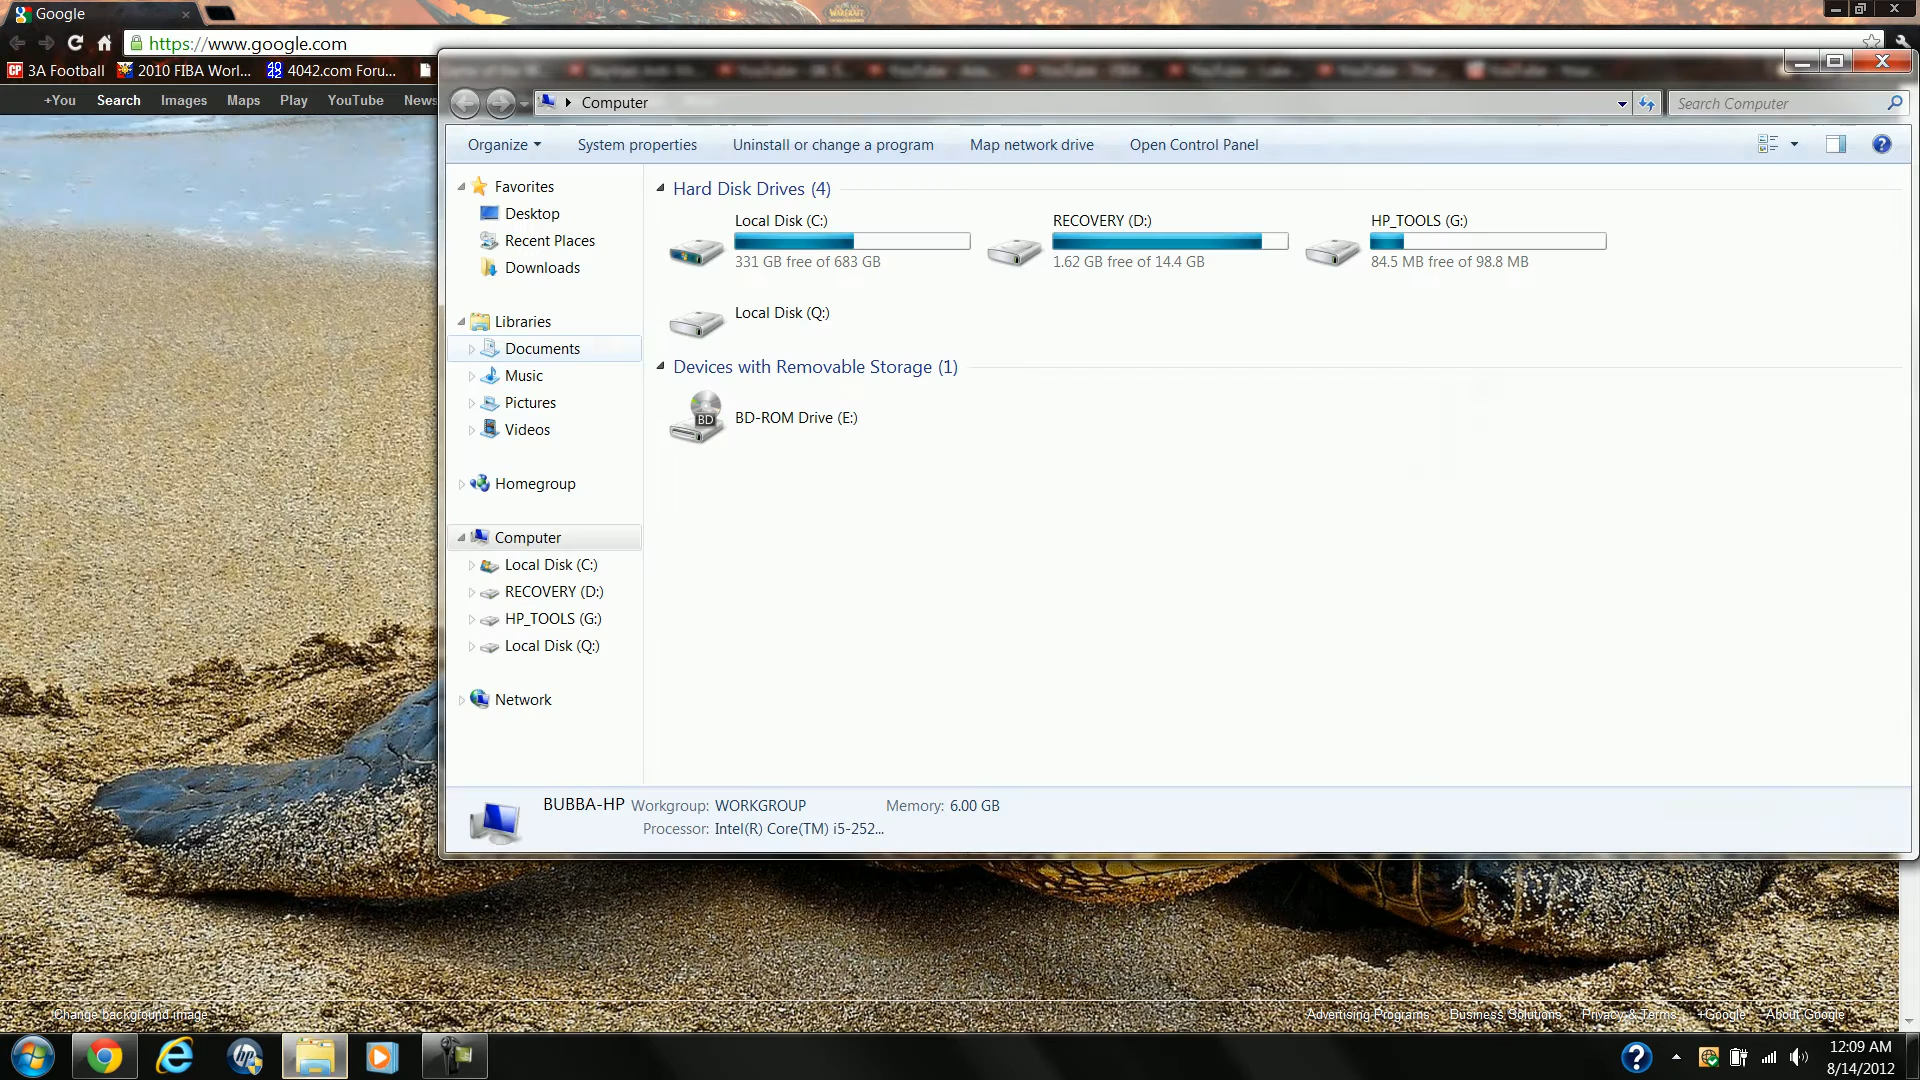 Google
https://www.google.com
3A Football 2010 FIBA Worl... 4042.com Foru...
+You Search Images Maps Play YouTube News
Computer
Search Computer
Organize System properties Uninstall or change a program Map network drive Open Control Panel
Favorites
Desktop
Recent Places
Downloads
Libraries
Documents
Music
Pictures
Videos
Homegroup
Computer
Local Disk (C:)
RECOVERY (D:)
HP_TOOLS (G:)
Local Disk (Q:)
Network
Hard Disk Drives (4)
Local Disk (C:)
331 GB free of 683 GB
RECOVERY (D:)
1.62 GB free of 14.4 GB
HP_TOOLS (G:)
84.5 MB free of 98.8 MB
Local Disk (Q:)
Devices with Removable Storage (1)
BD
BD-ROM Drive (E:)
BUBBA-HP Workgroup: WORKGROUP Memory: 6.00 GB
Processor: Intel(R) Core(TM) i5-252...
Change background image
Advertising Programs Business Solutions Privacy & Terms +Google About Google
hp
12:09 AM
8/14/2012